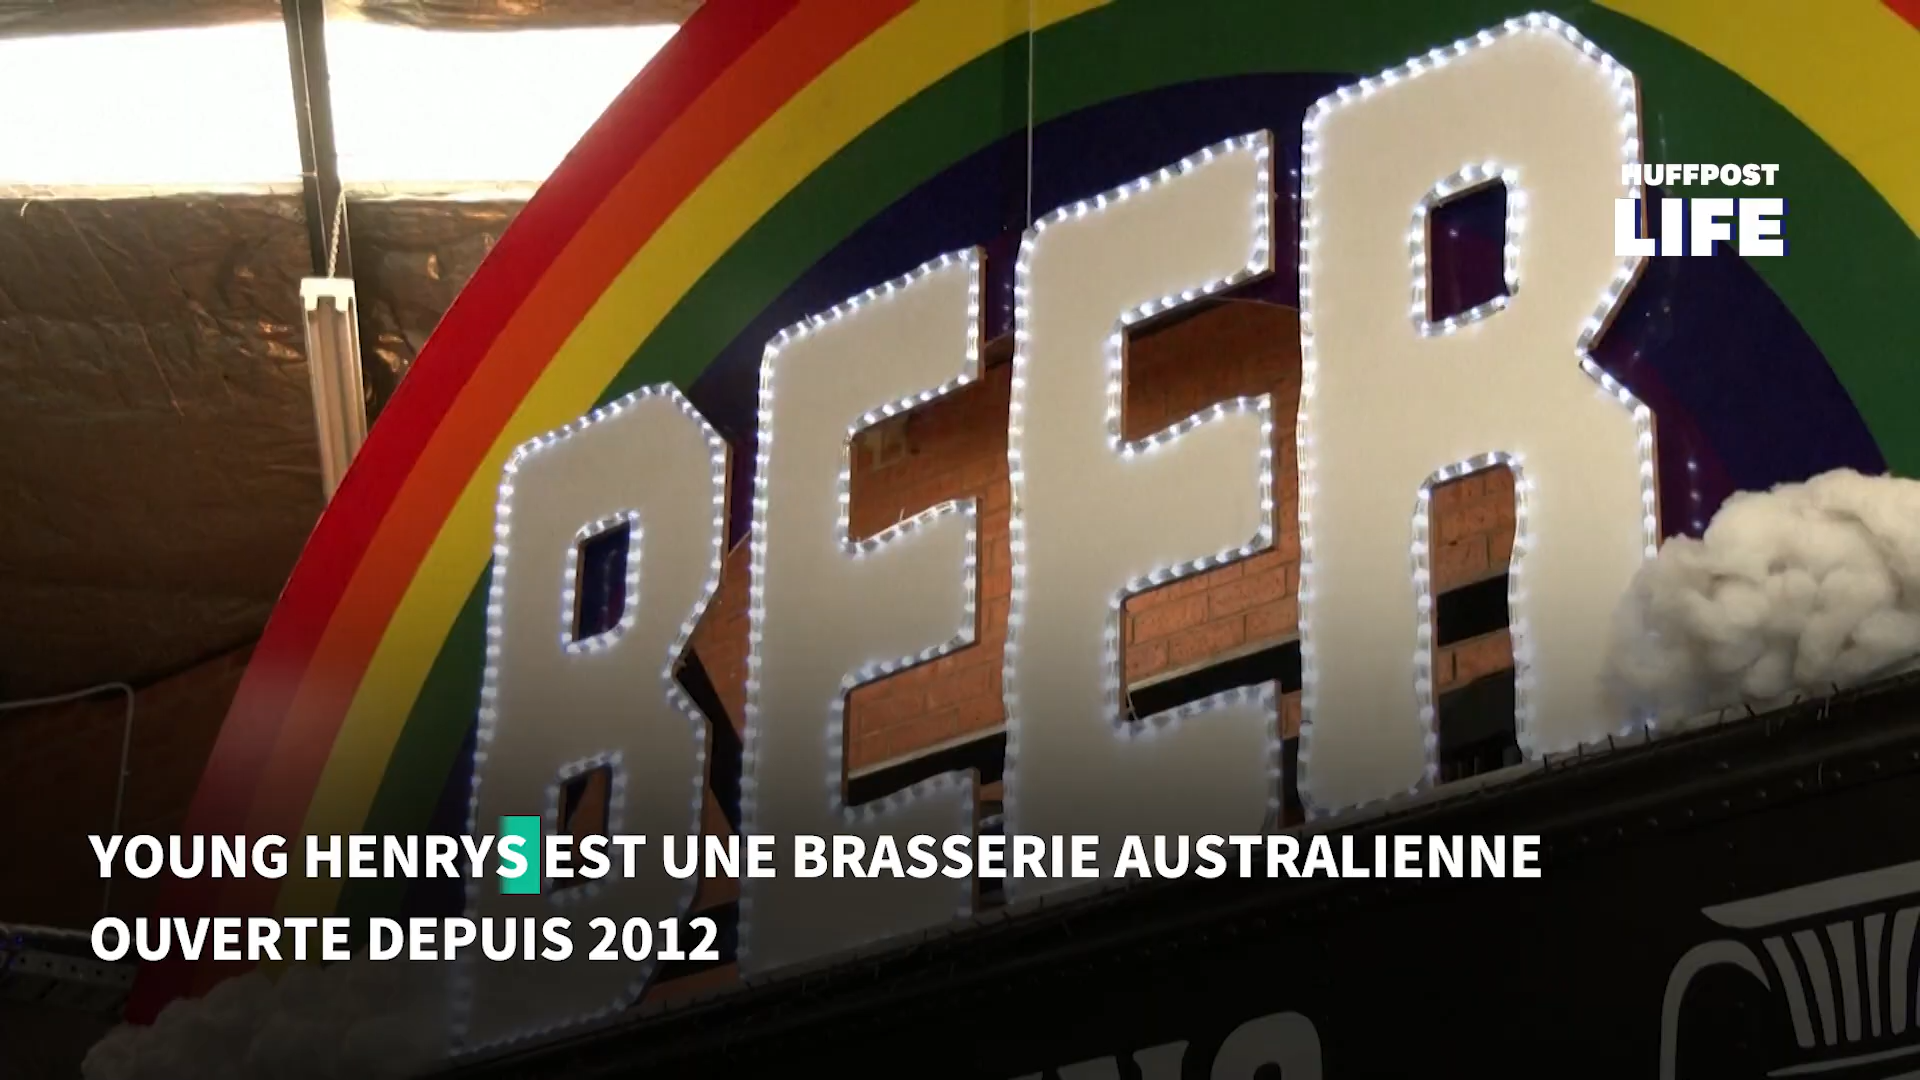 BEER
HUFFPOST
LIFE
YOUNG HENRYS EST UNE BRASSERIE AUSTRALIENNE
OUVERTE DEPUIS 2012